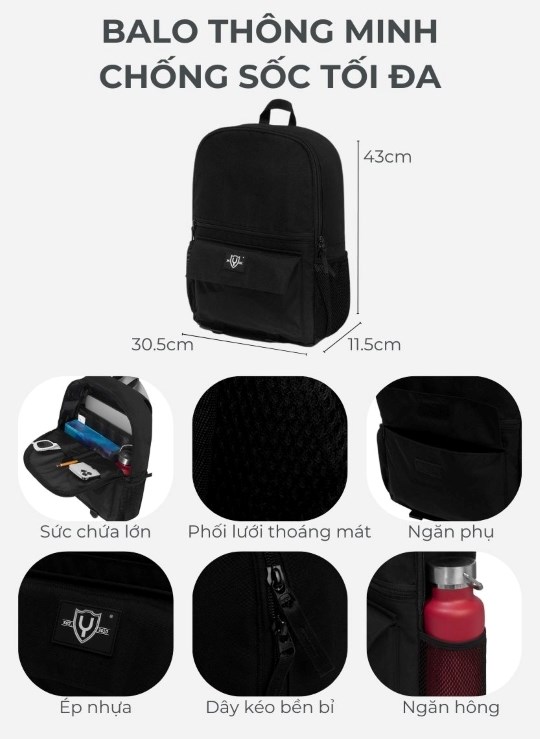 BALO THÔNG MINH
CHỐNG SỐC TỐI ĐA
43cm
30.5cm
11.5cm
Sức chứa lớn
Phối lưới thoáng mát
Ngăn phụ
Ép nhựa
Dây kéo bền bỉ
Ngăn hông